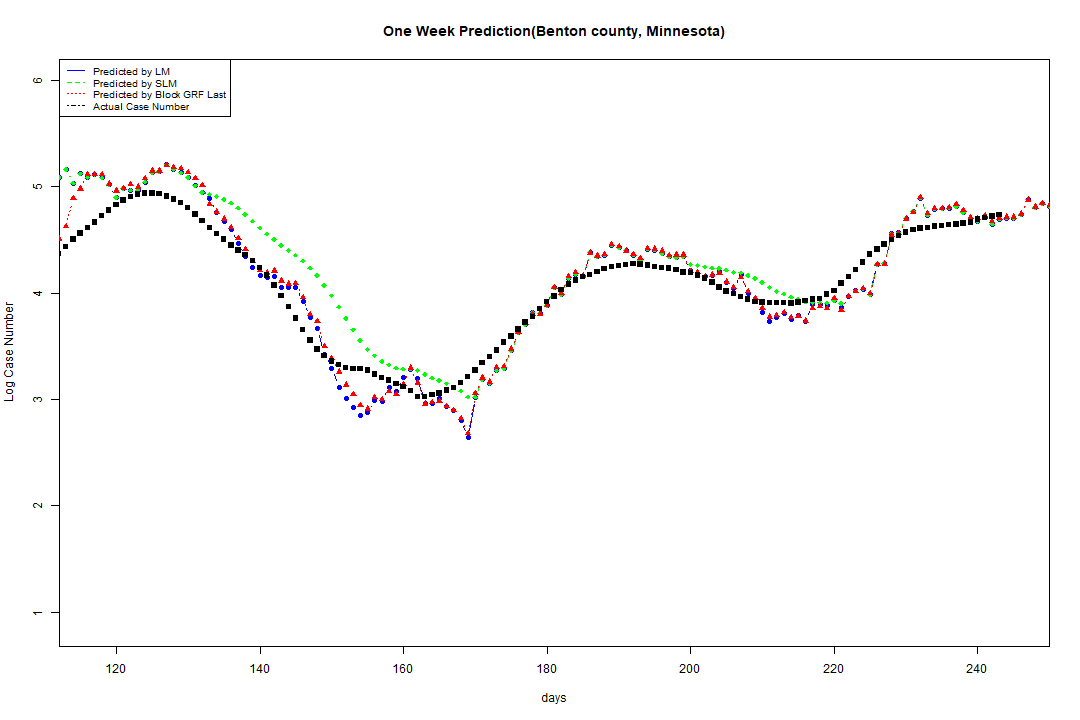 One Week Prediction(Benton county, Minnesota)
Predicted by LM
Predicted by SLM
Predicted by Block GRF Last
Actual Case Number
6
5
4
3
2
1
Log Case Number
120 140 160 180 200 220 240
days